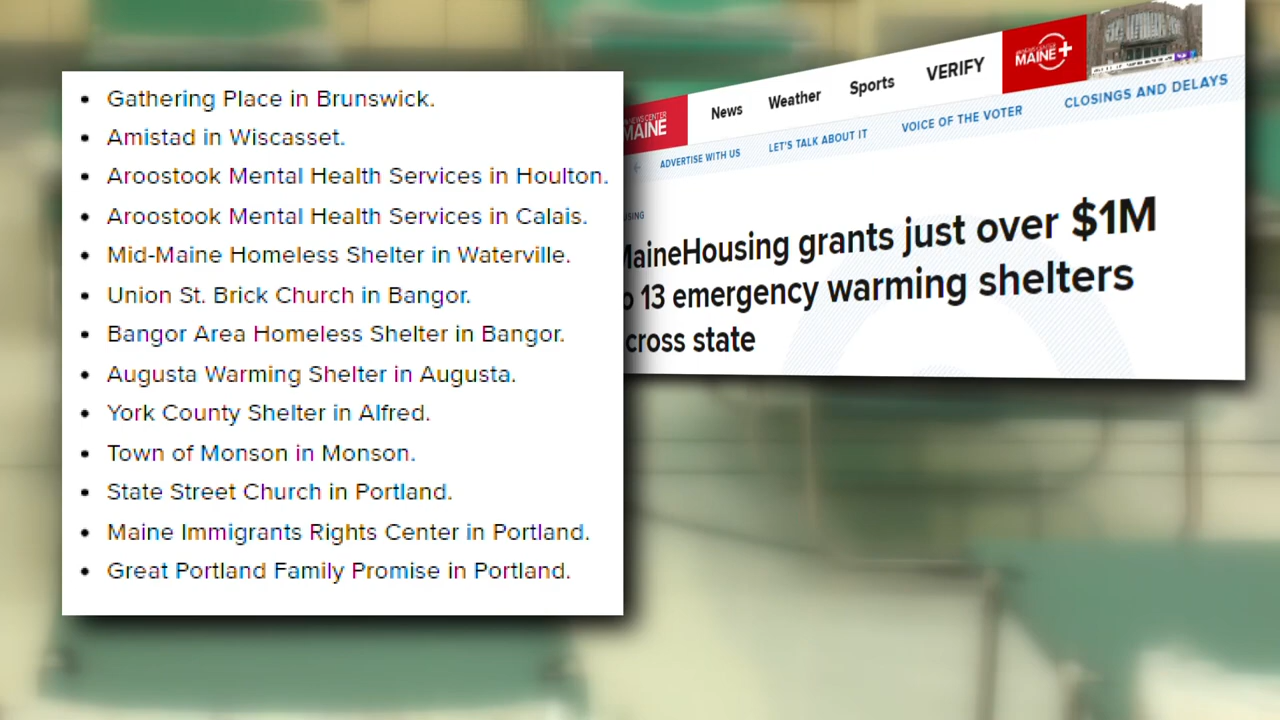 Gathering Place in Brunswick.
Amistad in Wiscasset.
Aroostook Mental Health Services in Houlton.
Aroostook Mental Health Services in Calais.
Mid-Maine Homeless Shelter in Waterville.
Union St. Brick Church in Bangor.
Bangor Area Homeless Shelter in Bangor.
Augusta Warming Shelter in Augusta.
York County Shelter in Alfred.
Town of Monson in Monson.
State Street Church in Portland.
Maine Immigrants Rights Center in Portland.
Great Portland Family Promise in Portland.
NEWS CENTER
MAINE
News Weather Sports VERIFY
NEWS CENTER
MAINE+
ADVERTISE WITH US LET'S TALK ABOUT IT VOICE OF THE VOTER CLOSINGS AND DELAYS
USING
MaineHousing grants just over $1M
o 13 emergency warming shelters
cross state